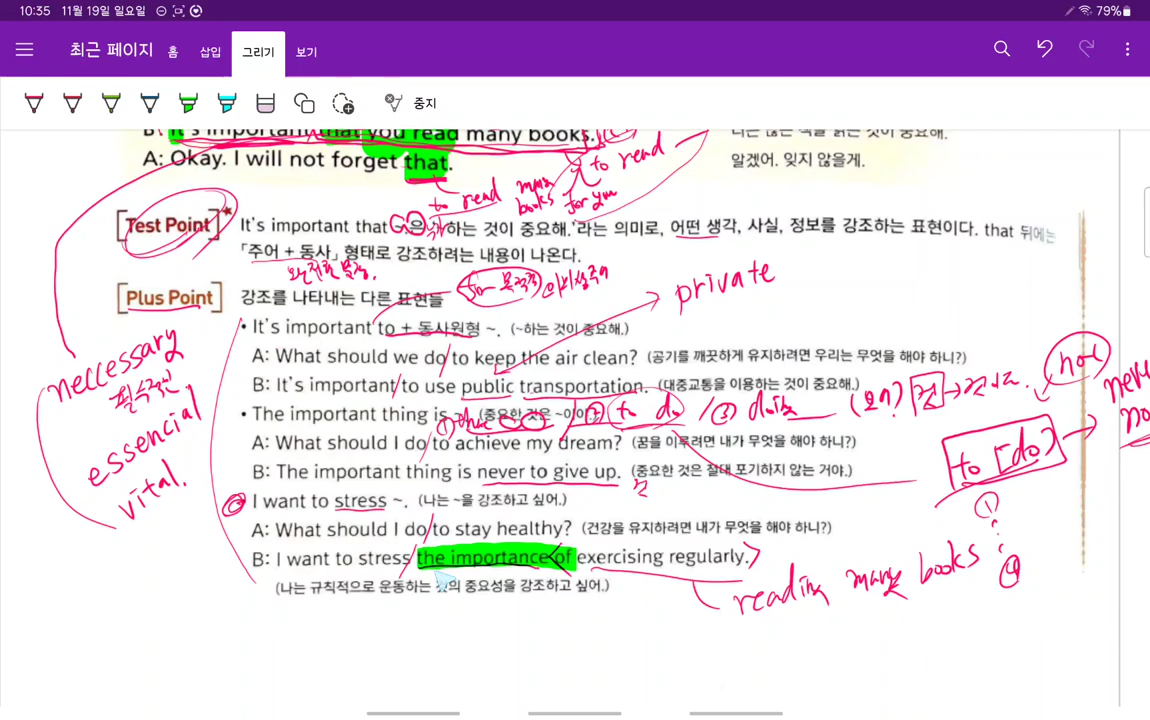 10:35 11월 19일 일요일 79%
최근 페이지 홈 삽입 그리기 보기
중지
B: It's important that you read many books. 너는 많은 책을 읽는 것이 중요해.
to read
A: Okay. I will not forget that. 알겠어. 잊지 않을게.
to read many books for you
[Test Point]* It's important that ~은 '~하는 것이 중요해.'라는 의미로, 어떤 생각, 사실, 정보를 강조하는 표현이다. that 뒤에는
「주어 + 동사」 형태로 강조하려는 내용이 나온다.
for 목적격
private
[Plus Point] 강조를 나타내는 다른 표현들
• It's important to + 동사원형 ~. (~하는 것이 중요해.)
neccessary
필수적인
essencial
vital.
A: What should we do to keep the air clean? (공기를 깨끗하게 유지하려면 우리는 무엇을 해야 하니?)
not
B: It's important to use public transportation. (대중교통을 이용하는 것이 중요해.)
• The important thing is ~. (중요한 것은 ~이야.)
① that ② to do / ③ doing
never
A: What should I do to achieve my dream? (꿈을 이루려면 내가 무엇을 해야 하니?)
to [do]
B: The important thing is never to give up. (중요한 것은 절대 포기하지 않는 거야.)
• I want to stress ~. (나는 ~을 강조하고 싶어.)
①
A: What should I do to stay healthy? (건강을 유지하려면 내가 무엇을 해야 하니?)
B: I want to stress the importance of exercising regularly.
(나는 규칙적으로 운동하는 것의 중요성을 강조하고 싶어.)
reading many books
④